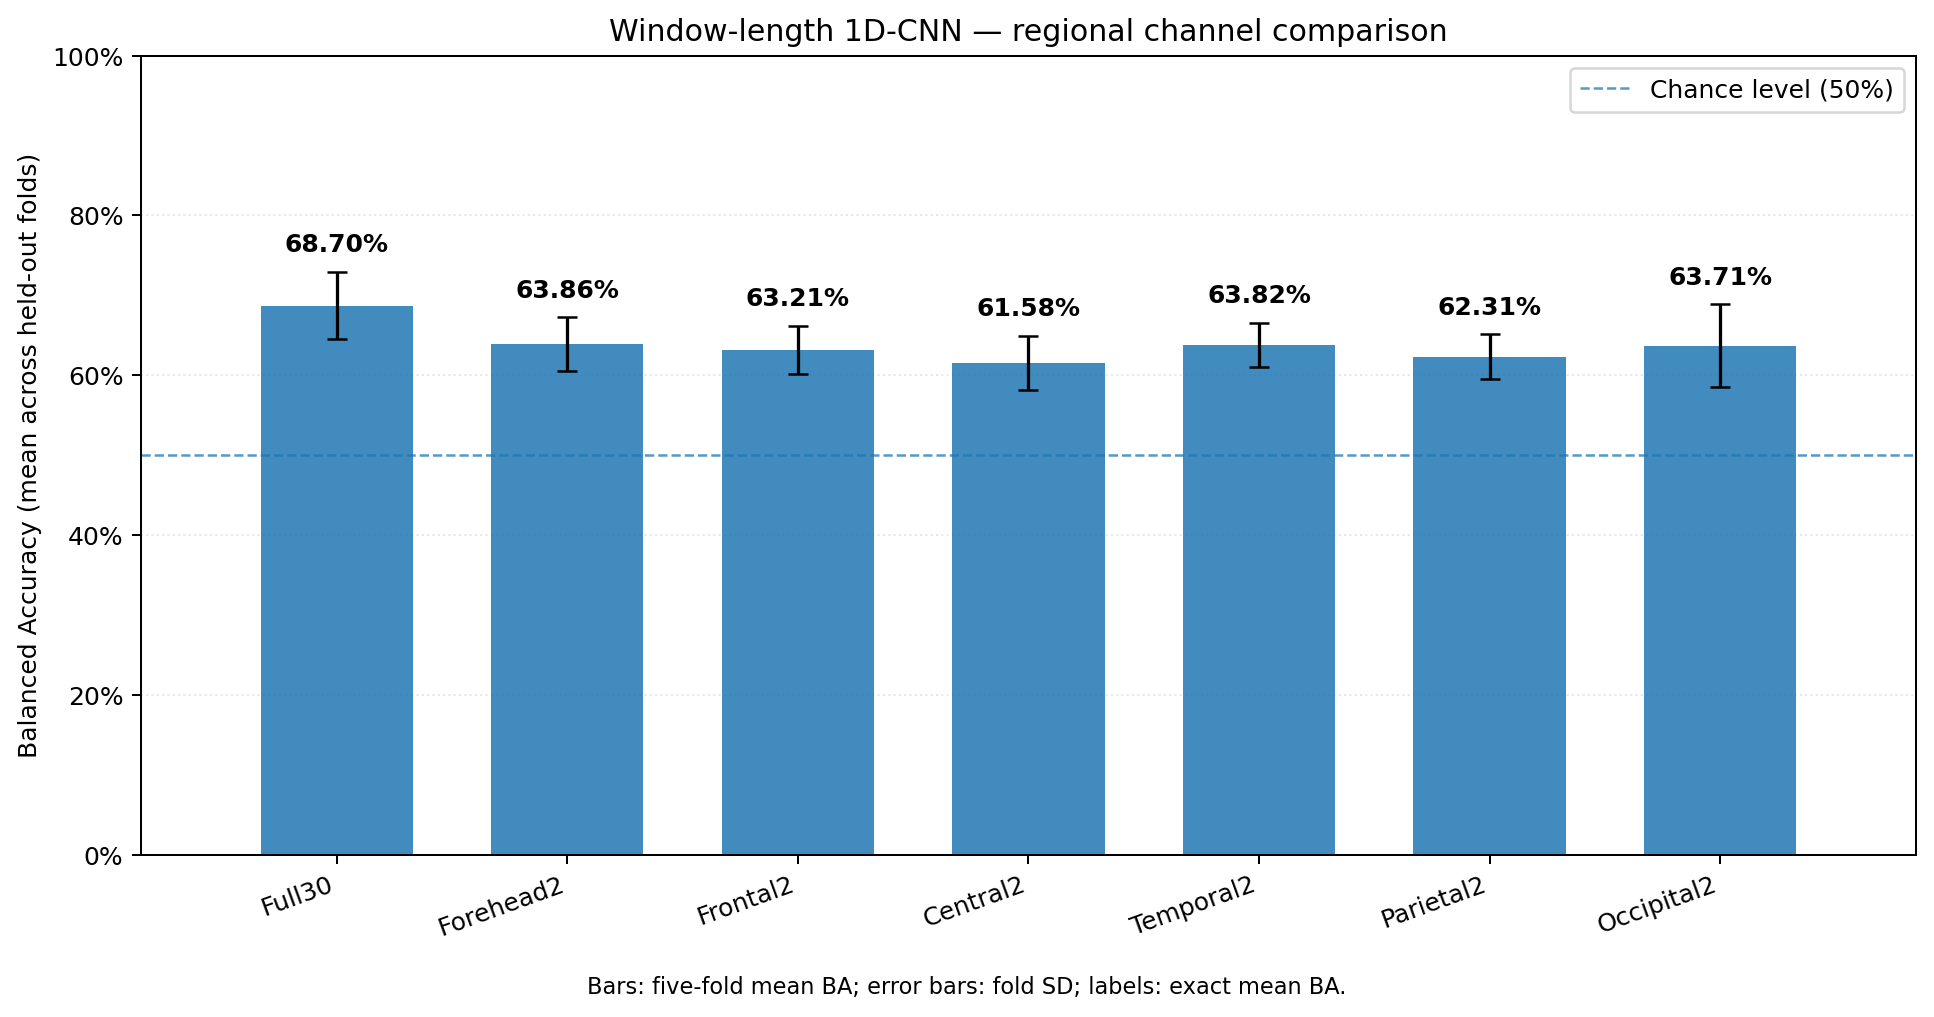 Window-length 1D-CNN — regional channel comparison
Balanced Accuracy (mean across held-out folds)
100%
80%
60%
40%
20%
0%
Chance level (50%)
68.70%
63.86%
63.21%
61.58%
63.82%
62.31%
63.71%
Full30
Forehead2
Frontal2
Central2
Temporal2
Parietal2
Occipital2
Bars: five-fold mean BA; error bars: fold SD; labels: exact mean BA.